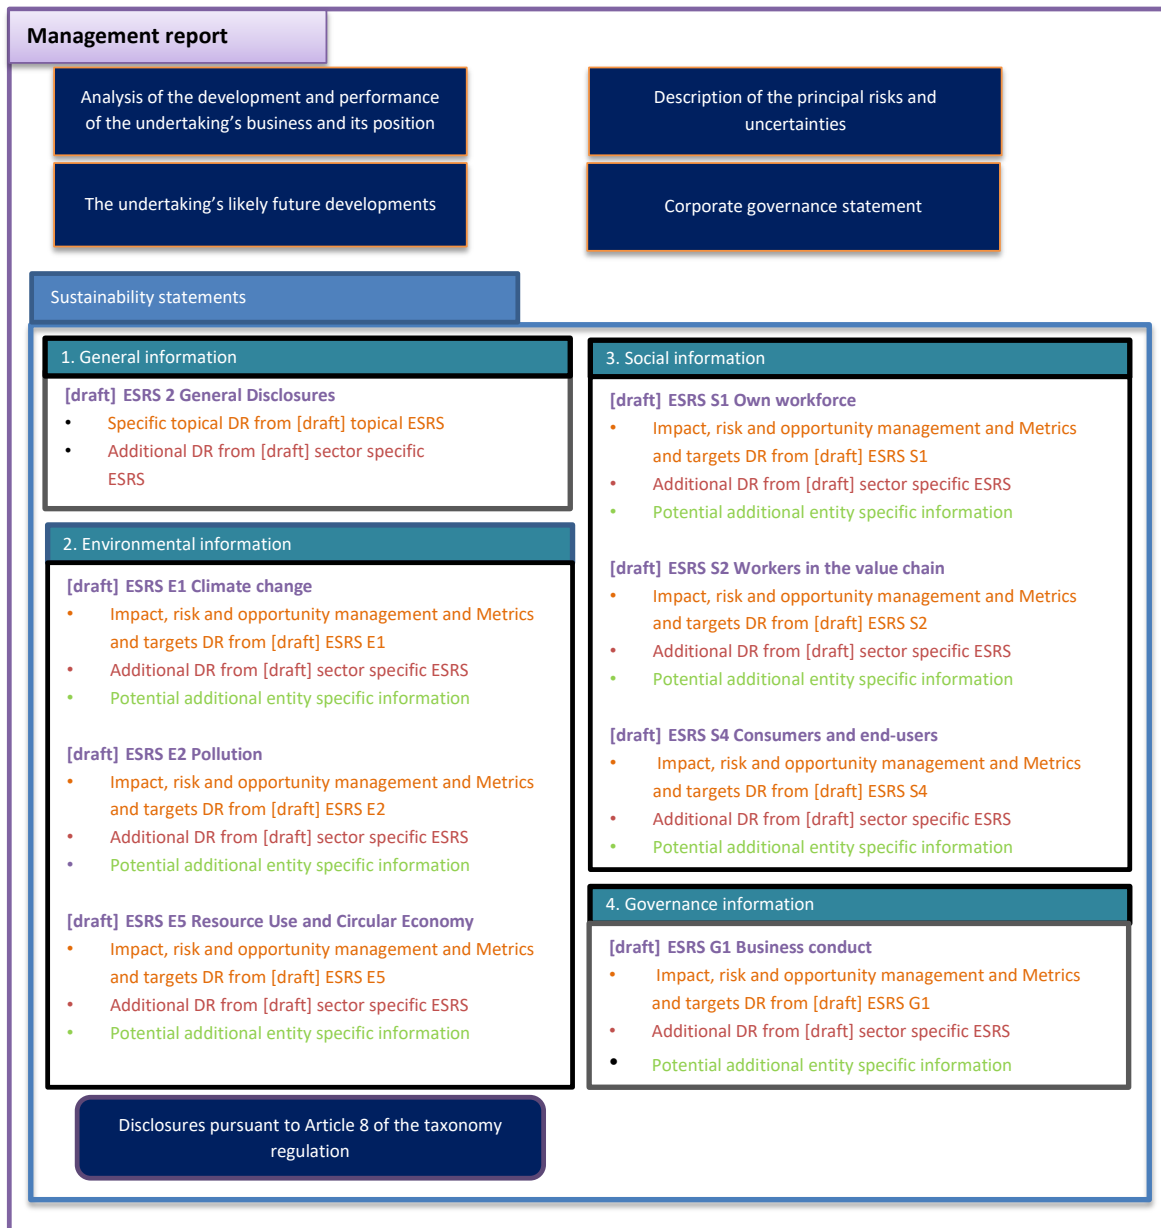 Management report
Analysis of the development and performance
of the undertaking's business and its position
Description of the principal risks and
uncertainties
The undertaking's likely future developments
Corporate governance statement
Sustainability statements
1. General information
[draft] ESRS 2 General Disclosures
• Specific topical DR from [draft] topical ESRS
• Additional DR from [draft] sector specific
ESRS
2. Environmental information
[draft] ESRS E1 Climate change
• Impact, risk and opportunity management and Metrics
and targets DR from [draft] ESRS E1
• Additional DR from [draft] sector specific ESRS
• Potential additional entity specific information
[draft] ESRS E2 Pollution
• Impact, risk and opportunity management and Metrics
and targets DR from [draft] ESRS E2
• Additional DR from [draft] sector specific ESRS
• Potential additional entity specific information
[draft] ESRS E5 Resource Use and Circular Economy
• Impact, risk and opportunity management and Metrics
and targets DR from [draft] ESRS E5
• Additional DR from [draft] sector specific ESRS
• Potential additional entity specific information
Disclosures pursuant to Article 8 of the taxonomy
regulation
3. Social information
[draft] ESRS S1 Own workforce
• Impact, risk and opportunity management and Metrics
and targets DR from [draft] ESRS S1
• Additional DR from [draft] sector specific ESRS
• Potential additional entity specific information
[draft] ESRS S2 Workers in the value chain
• Impact, risk and opportunity management and Metrics
and targets DR from [draft] ESRS S2
• Additional DR from [draft] sector specific ESRS
• Potential additional entity specific information
[draft] ESRS S4 Consumers and end-users
• Impact, risk and opportunity management and Metrics
and targets DR from [draft] ESRS S4
• Additional DR from [draft] sector specific ESRS
• Potential additional entity specific information
4. Governance information
[draft] ESRS G1 Business conduct
• Impact, risk and opportunity management and Metrics
and targets DR from [draft] ESRS G1
• Additional DR from [draft] sector specific ESRS
• Potential additional entity specific information